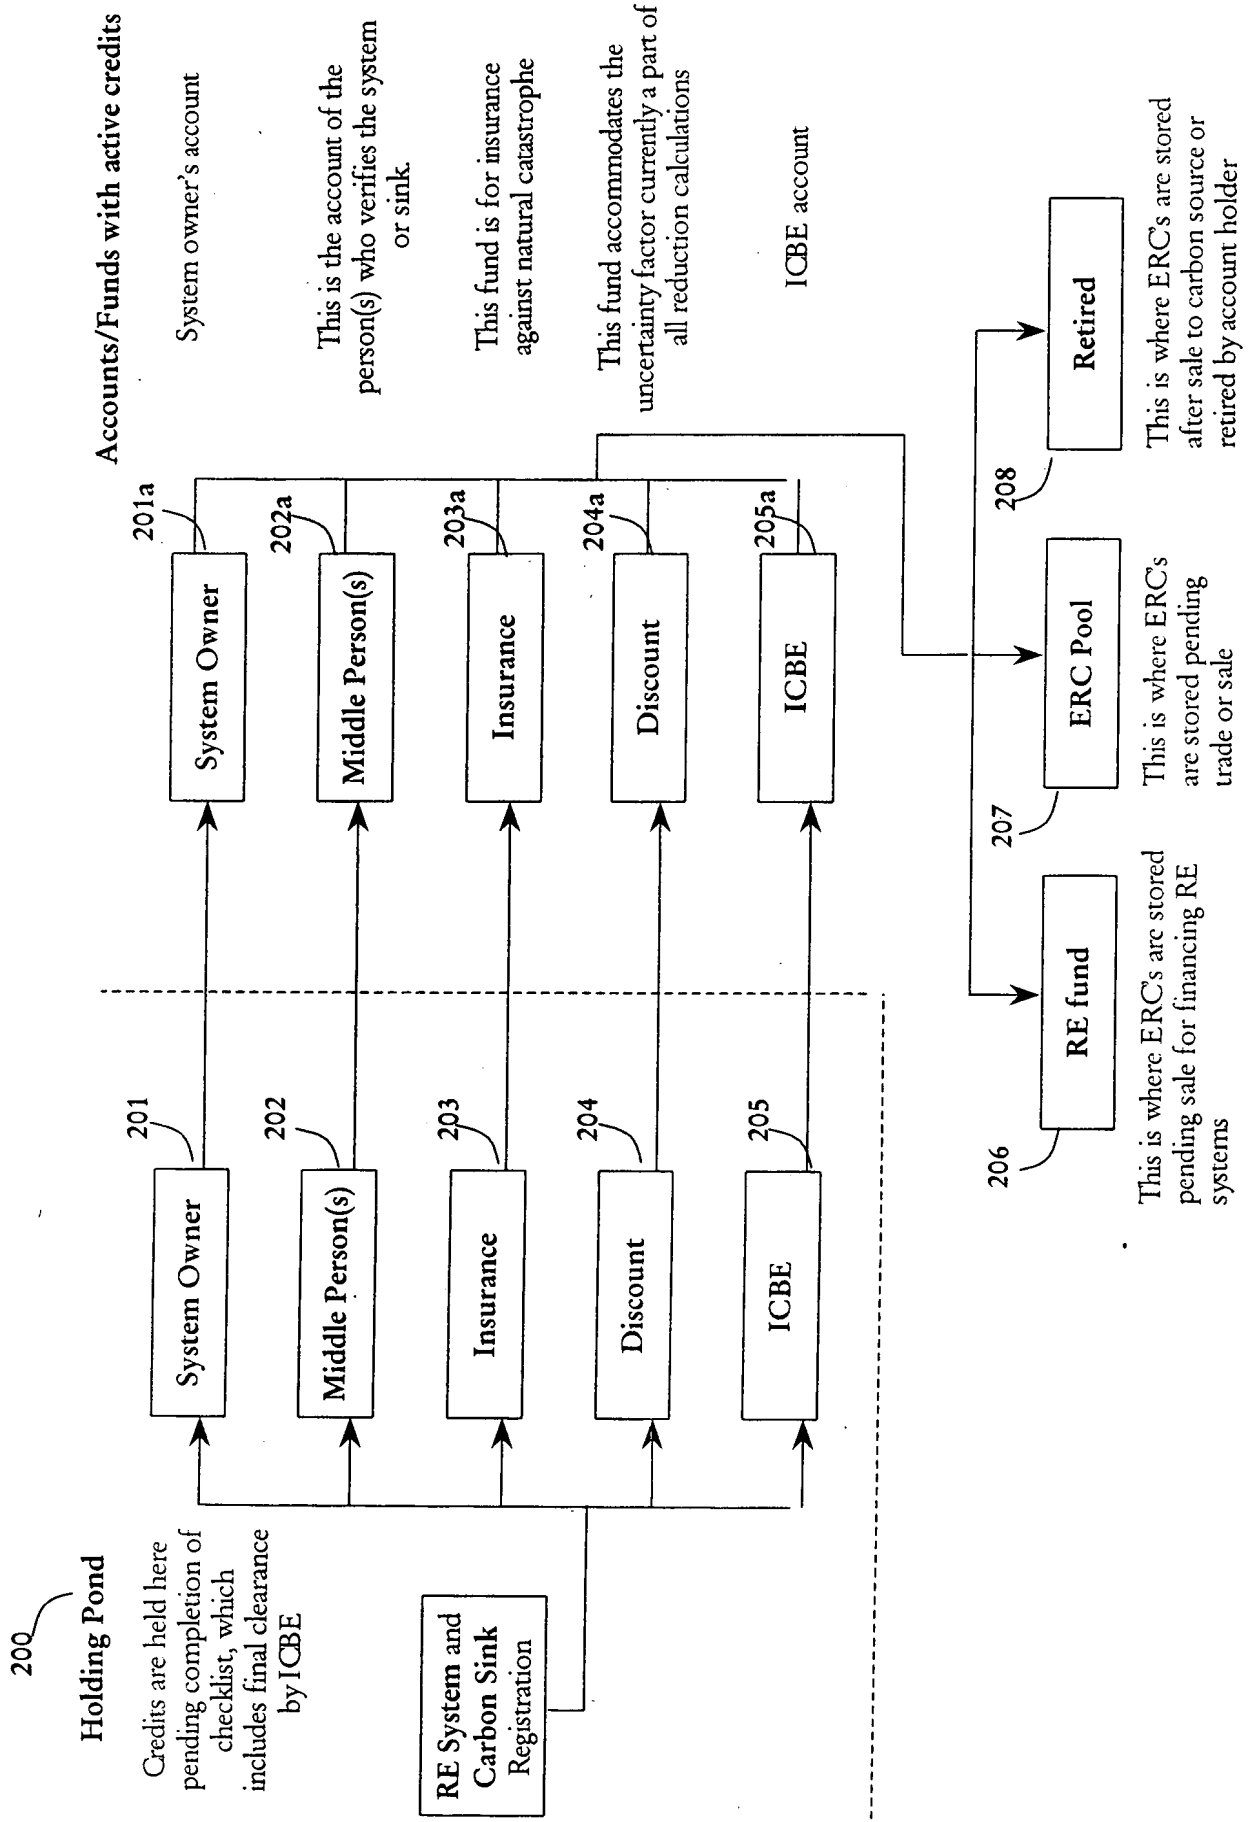 200
Holding Pond
Credits are held here
pending completion of
checklist, which
includes final clearance
by ICBE
RE System and
Carbon Sink
Registration
201
System Owner
202
Middle Person(s)
203
Insurance
204
Discount
205
ICBE
Accounts/Funds with active credits
201a
System Owner
System owner's account
202a
Middle Person(s)
This is the account of the
person(s) who verifies the system
or sink.
203a
Insurance
This fund is for insurance
against natural catastrophe
204a
Discount
This fund accommodates the
uncertainty factor currently a part of
all reduction calculations
205a
ICBE
ICBE account
206
RE fund
This is where ERC's are stored
pending sale for financing RE
systems
207
ERC Pool
This is where ERC's
are stored pending
trade or sale
208
Retired
This is where ERC's are stored
after sale to carbon source or
retired by account holder